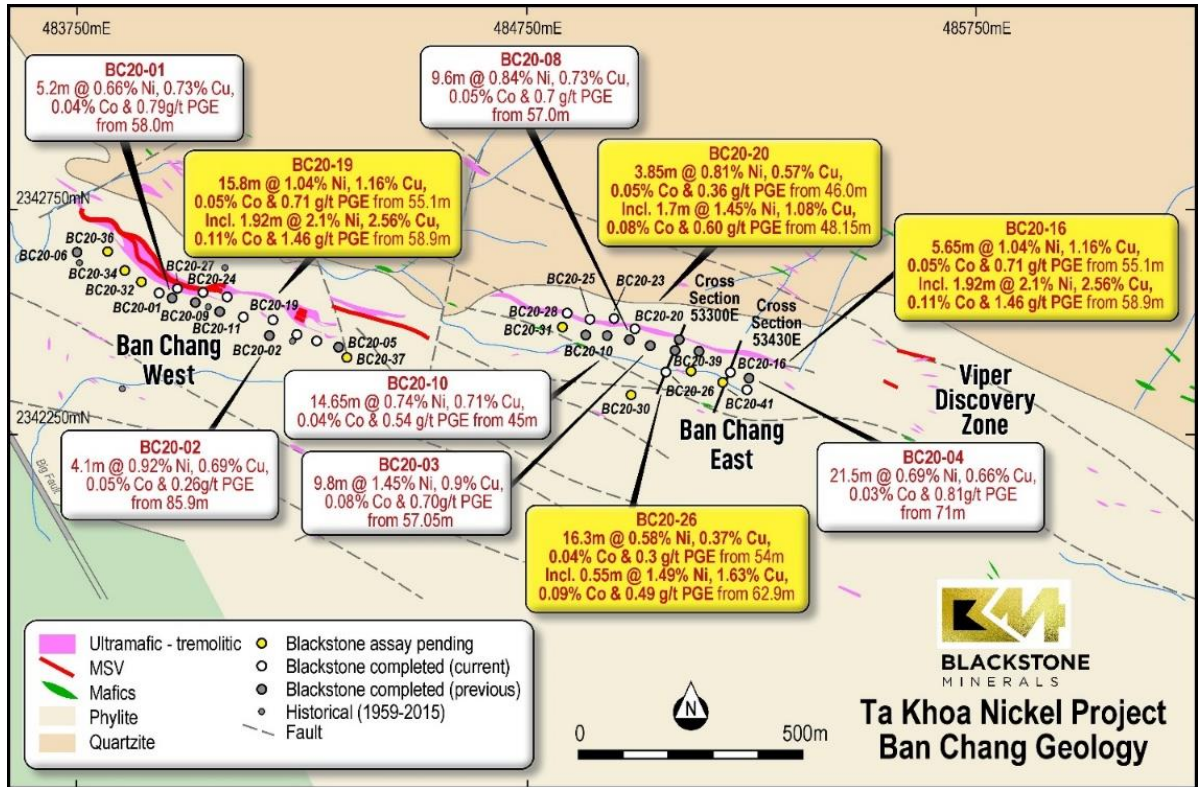 483750mE
484750mE
485750mE
BC20-01
5.2m @ 0.66% Ni, 0.73% Cu,
0.04% Co & 0.79g/t PGE
from 58.0m
BC20-08
9.6m @ 0.84% Ni, 0.73% Cu,
0.05% Co & 0.7 g/t PGE
from 57.0m
BC20-19
15.8m @ 1.04% Ni, 1.16% Cu,
0.05% Co & 0.71 g/t PGE from 55.1m
Incl. 1.92m @ 2.1% Ni, 2.56% Cu,
0.11% Co & 1.46 g/t PGE from 58.9m
BC20-20
3.85m @ 0.81% Ni, 0.57% Cu,
0.05% Co & 0.36 g/t PGE from 46.0m
Incl. 1.7m @ 1.45% Ni, 1.08% Cu,
0.08% Co & 0.60 g/t PGE from 48.15m
BC20-16
5.65m @ 1.04% Ni, 1.16% Cu,
0.05% Co & 0.71 g/t PGE from 55.1m
Incl. 1.92m @ 2.1% Ni, 2.56% Cu,
0.11% Co & 1.46 g/t PGE from 58.9m
2342750mN
BC20-36
BC20-06
BC20-34
BC20-32
BC20-01
BC20-09
BC20-11
BC20-27
BC20-24
BC20-19
BC20-02
BC20-05
BC20-37
Ban Chang
West
BC20-25
BC20-23
BC20-28
BC20-31
BC20-20
BC20-10
BC20-39
BC20-16
BC20-26
BC20-41
BC20-30
Cross
Section
53300E
Cross
Section
53430E
Ban Chang
East
Viper
Discovery
Zone
2342250mN
Big Fault
BC20-10
14.65m @ 0.74% Ni, 0.71% Cu,
0.04% Co & 0.54 g/t PGE from 45m
BC20-02
4.1m @ 0.92% Ni, 0.69% Cu,
0.05% Co & 0.26g/t PGE
from 85.9m
BC20-03
9.8m @ 1.45% Ni, 0.9% Cu,
0.08% Co & 0.70g/t PGE
from 57.05m
BC20-04
21.5m @ 0.69% Ni, 0.66% Cu,
0.03% Co & 0.81g/t PGE
from 71m
BC20-26
16.3m @ 0.58% Ni, 0.37% Cu,
0.04% Co & 0.3 g/t PGE from 54m
Incl. 0.55m @ 1.49% Ni, 1.63% Cu,
0.09% Co & 0.49 g/t PGE from 62.9m
Ultramafic - tremolitic
MSV
Mafics
Phylite
Quartzite
Blackstone assay pending
Blackstone completed (current)
Blackstone completed (previous)
Historical (1959-2015)
Fault
N
0
500m
BLACKSTONE
MINERALS
Ta Khoa Nickel Project
Ban Chang Geology